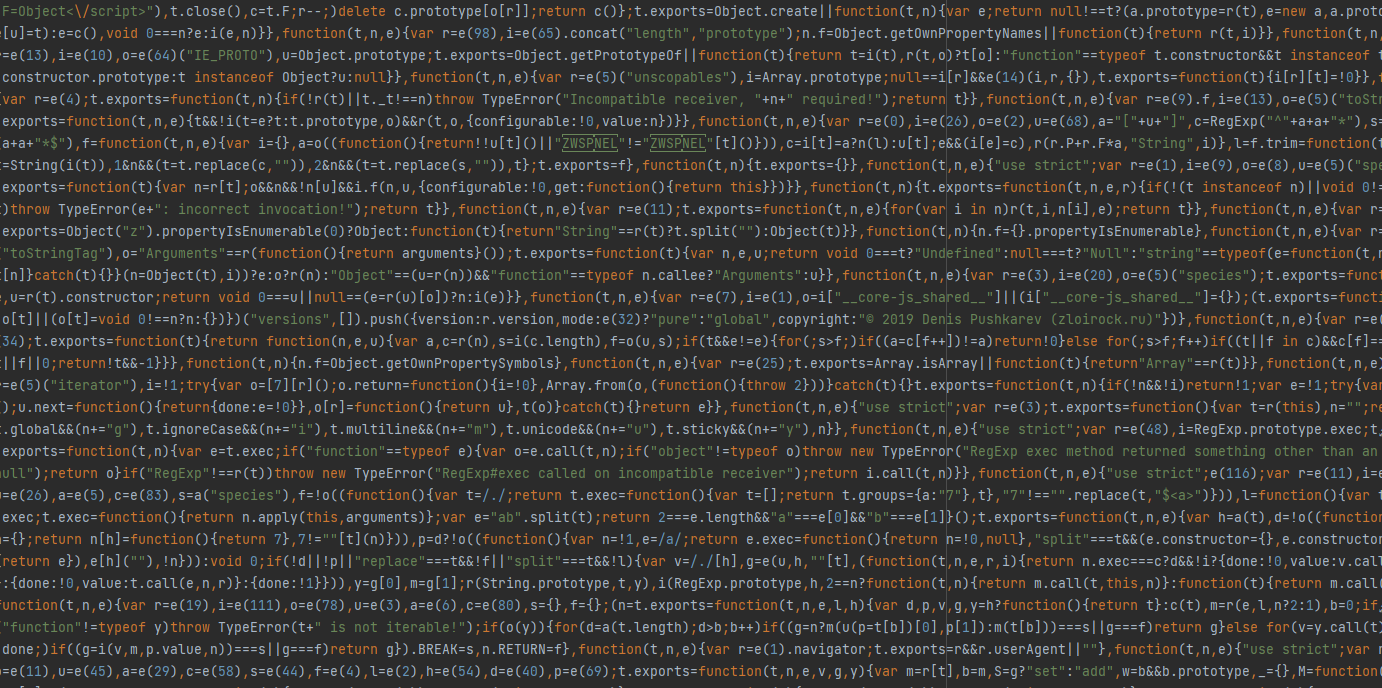 F=Object<\/script>"),t.close(),c=t.F;r--;)delete c.prototype[o[r]];return c()};t.exports=Object.create||function(t,n){var e;return null!==t?(a.prototype=r(t),e=new a,a.proto
e[u]=t):e=c(),void 0===n?e:i(e,n)}},function(t,n,e){var r=e(98),i=e(65).concat("length","prototype");n.f=Object.getOwnPropertyNames||function(t){return r(t,i)}},function(t,n,
=e(13),i=e(10),o=e(64)("IE_PROTO"),u=Object.prototype;t.exports=Object.getPrototypeOf||function(t){return t=i(t),r(t,o)?t[o]:"function"==typeof t.constructor&&t instanceof t
constructor.prototype:t instanceof Object?u:null}},function(t,n,e){var r=e(5)("unscopables"),i=Array.prototype;null==i[r]&&e(14)(i,r,{}),t.exports=function(t){i[r][t]=!0}},f
{var r=e(4);t.exports=function(t,n){if(!r(t)||t._t!==n)throw TypeError("Incompatible receiver, "+n+" required!");return t}},function(t,n,e){var r=e(9).f,i=e(13),o=e(5)("toStr
exports=function(t,n,e){t&&!i(t=e?t:t.prototype,o)&&r(t,o,{configurable:!0,value:n})}},function(t,n,e){var r=e(0),i=e(26),o=e(2),u=e(68),a="["+u+"]",c=RegExp("^"+a+a+"*"),s=
(a+a+"*$"),f=function(t,n,e){var i={},a=o((function(){return!!u[t]()||"ZWSPNEL"!="ZWSPNEL"[t]()})),c=i[t]=a?n(l):u[t];e&&(i[e]=c),r(r.P+r.F*a,"String",i)},l=f.trim=function(t
=String(i(t)),1&n&&(t=t.replace(c,"")),2&n&&(t=t.replace(s,"")),t};t.exports=f},function(t,n){t.exports={}},function(t,n,e){"use strict";var r=e(1),i=e(9),o=e(8),u=e(5)("spe
exports=function(t){var n=r[t];o&&n&&!n[u]&&i.f(n,u,{configurable:!0,get:function(){return this}})}},function(t,n){t.exports=function(t,n,e,r){if(!(t instanceof n)||void 0!=
)throw TypeError(e+": incorrect invocation!");return t}},function(t,n,e){var r=e(11);t.exports=function(t,n,e){for(var i in n)r(t,i,n[i],e);return t}},function(t,n,e){var r=
exports=Object("z").propertyIsEnumerable(0)?Object:function(t){return"String"==r(t)?t.split(""):Object(t)}},function(t,n){n.f={}.propertyIsEnumerable},function(t,n,e){var r=
("toStringTag"),o="Arguments"==r(function(){return arguments}());t.exports=function(t){var n,e,u;return void 0===t?"Undefined":null===t?"Null":"string"==typeof(e=function(t,
t[n]}catch(t){}}(n=Object(t),i))?e:o?r(n):"Object"==(u=r(n))&&"function"==typeof n.callee?"Arguments":u}},function(t,n,e){var r=e(3),i=e(20),o=e(5)("species");t.exports=funct
e,u=r(t).constructor;return void 0===u||null==(e=r(u)[o])?n:i(e)}},function(t,n,e){var r=e(7),i=e(1),o=i["__core-js_shared__"]||(i["__core-js_shared__"]={});(t.exports=functi
o[t]||(o[t]=void 0!==n?n:{})})("versions",[]).push({version:r.version,mode:e(32)?"pure":"global",copyright:"© 2019 Denis Pushkarev (zloirock.ru)"})},function(t,n,e){var r=e
(34);t.exports=function(t){return function(n,e,u){var a,c=r(n),s=i(c.length),f=o(u,s);if(t&&e!=e){for(;s>f;)if((a=c[f++])!=a)return!0}else for(;s>f;f++)if((t||f in c)&&c[f]==
t||f||0;return!t&&-1}}},function(t,n){n.f=Object.getOwnPropertySymbols},function(t,n,e){var r=e(25);t.exports=Array.isArray||function(t){return"Array"==r(t)}},function(t,n,e)
=e(5)("iterator"),i=!1;try{var o=[7][r]();o.return=function(){i=!0},Array.from(o,(function(){throw 2}))}catch(t){}t.exports=function(t,n){if(!n&&!i)return!1;var e=!1;try{var
();u.next=function(){return{done:e=!0}},o[r]=function(){return u},t(o)}catch(t){}return e}},function(t,n,e){"use strict";var r=e(3);t.exports=function(){var t=r(this),n="";re
t.global&&(n+="g"),t.ignoreCase&&(n+="i"),t.multiline&&(n+="m"),t.unicode&&(n+="u"),t.sticky&&(n+="y"),n}},function(t,n,e){"use strict";var r=e(48),i=RegExp.prototype.exec;t.
exports=function(t,n){var e=t.exec;if("function"==typeof e){var o=e.call(t,n);if("object"!=typeof o)throw new TypeError("RegExp exec method returned something other than an
null");return o}if("RegExp"!==r(t))throw new TypeError("RegExp#exec called on incompatible receiver");return i.call(t,n)}},function(t,n,e){"use strict";e(116);var r=e(11),i=e
=e(26),a=e(5),c=e(83),s=a("species"),f=!o((function(){var t=/./;return t.exec=function(){var t=[];return t.groups={a:"7"},t},"7"!=="".replace(t,"$<a>")})),l=function(){var t
exec;t.exec=function(){return n.apply(this,arguments)};var e="ab".split(t);return 2===e.length&&"a"===e[0]&&"b"===e[1]}();t.exports=function(t,n,e){var h=a(t),d=!o((function
={};return n[h]=function(){return 7},7!=""[t](n)})),p=d?!o((function(){var n=!1,e=/a/;return e.exec=function(){return n=!0,null},"split"===t&&(e.constructor={},e.constructor
(return e}),e[h](""),!n})):void 0;if(!d||!p||"replace"===t&&!f||"split"===t&&!l){var v=/./[h],g=e(u,h,""[t],(function(t,n,e,r,i){return n.exec===c?d&&!i?{done:!0,value:v.call
:{done:!0,value:t.call(e,n,r)}:{done:!1}})),y=g[0],m=g[1];r(String.prototype,t,y),i(RegExp.prototype,h,2==n?function(t,n){return m.call(t,this,n)}:function(t){return m.call(
function(t,n,e){var r=e(19),i=e(111),o=e(78),u=e(3),a=e(6),c=e(80),s={},f={};(n=t.exports=function(t,n,e,l,h){var d,p,v,g,y=h?function(){return t}:c(t),m=r(e,l,n?2:1),b=0;if
("function"!=typeof y)throw TypeError(t+" is not iterable!");if(o(y)){for(d=a(t.length);d>b;b++)if((g=n?m(u(p=t[b])[0],p[1]):m(t[b]))===s||g===f)return g}else for(v=y.call(t)
done;)if((g=i(v,m,p.value,n))===s||g===f)return g}).BREAK=s,n.RETURN=f},function(t,n,e){var r=e(1).navigator;t.exports=r&&r.userAgent||""},function(t,n,e){"use strict";var r
=e(11),u=e(45),a=e(29),c=e(58),s=e(44),f=e(4),l=e(2),h=e(54),d=e(40),p=e(69);t.exports=function(t,n,e,v,g,y){var m=r[t],b=m,S=g?"set":"add",w=b&&b.prototype,_={},M=function(